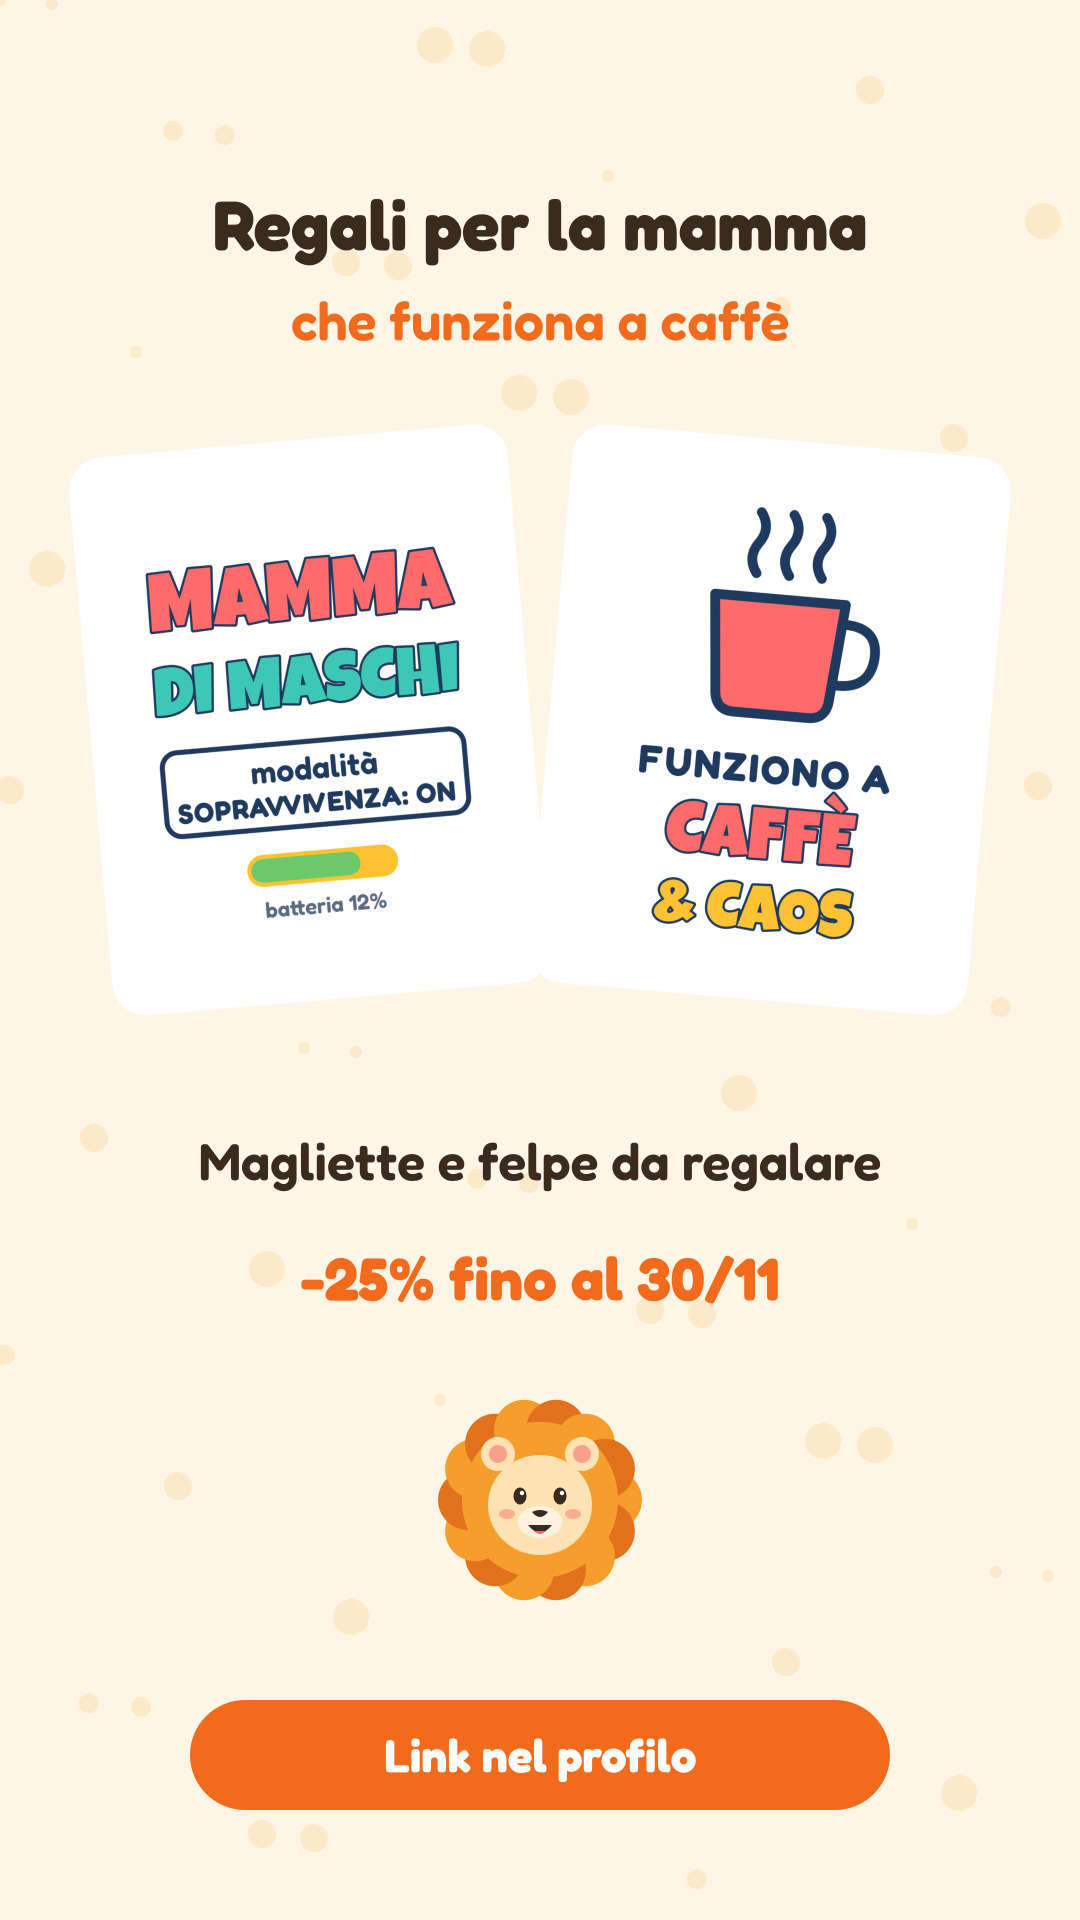 Regali per la mamma
che funziona a caffè
MAMMA
DI MASCHI
modalità
SOPRAVVIVENZA: ON
batteria 12%
FUNZIONO A
CAFFÈ
& CAOS
Magliette e felpe da regalare
-25% fino al 30/11
Link nel profilo